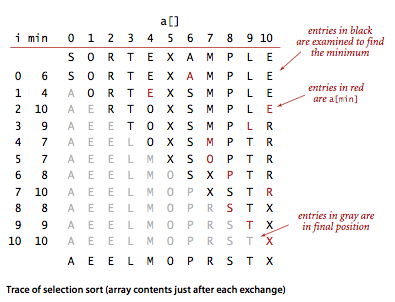 a[]
i min 0 1 2 3 4 5 6 7 8 9 10
S O R T E X A M P L E
0 6 S O R T E X A M P L E
1 4 A O R T E X S M P L E
2 10 A E R T O X S M P L E
3 9 A E E T O X S M P L R
4 7 A E E L O X S M P T R
5 7 A E E L M X S O P T R
6 8 A E E L M O S X P T R
7 10 A E E L M O P X S T R
8 8 A E E L M O P R S T X
9 9 A E E L M O P R S T X
10 10 A E E L M O P R S T X
A E E L M O P R S T X
entries in black
are examined to find
the minimum
entries in red
are a[min]
entries in gray are
in final position
Trace of selection sort (array contents just after each exchange)